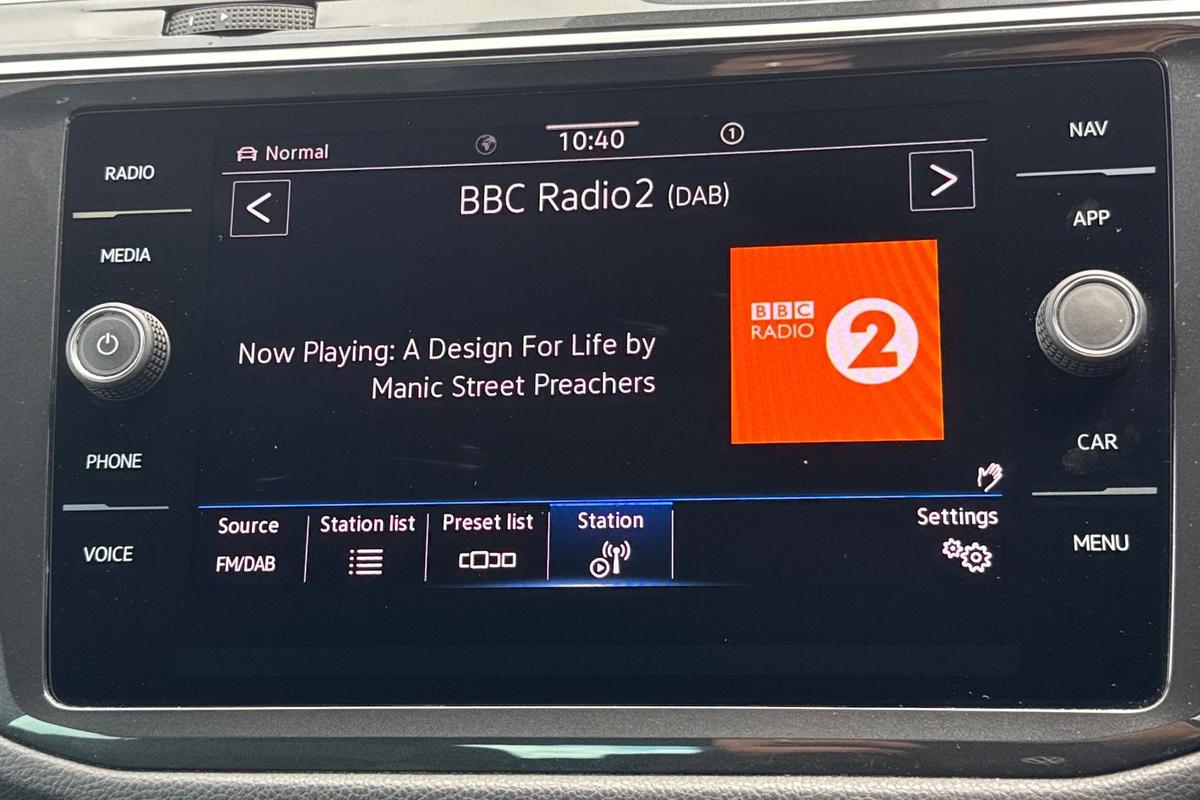 RADIO
MEDIA
PHONE
VOICE
Normal
10:40
1
BBC Radio2 (DAB)
Now Playing: A Design For Life by
Manic Street Preachers
BBC
RADIO
2
Source
FM/DAB
Station list
Preset list
Station
Settings
NAV
APP
CAR
MENU